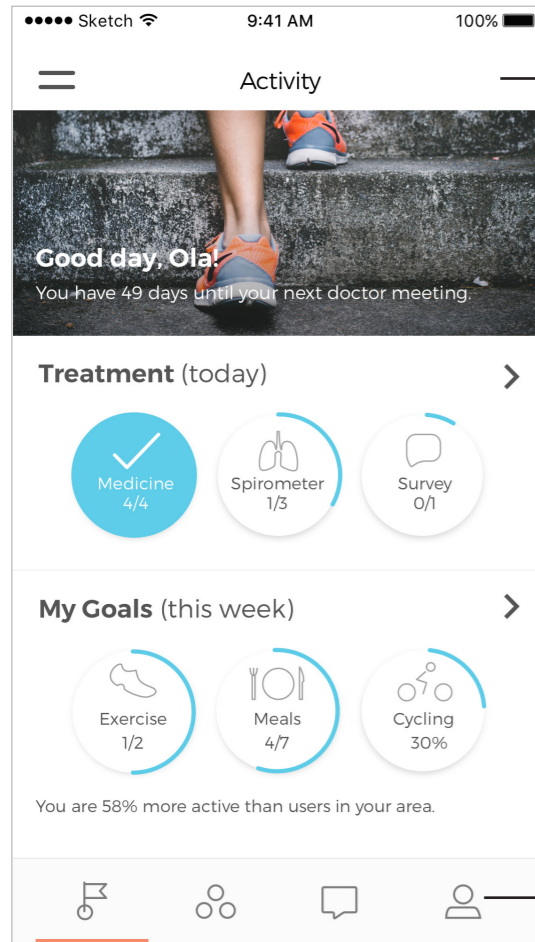 Sketch 9:41 AM 100%
Activity
Good day, Ola!
You have 49 days until your next doctor meeting.
Treatment (today)
Medicine
4/4
Spirometer
1/3
Survey
0/1
My Goals (this week)
Exercise
1/2
Meals
4/7
Cycling
30%
You are 58% more active than users in your area.